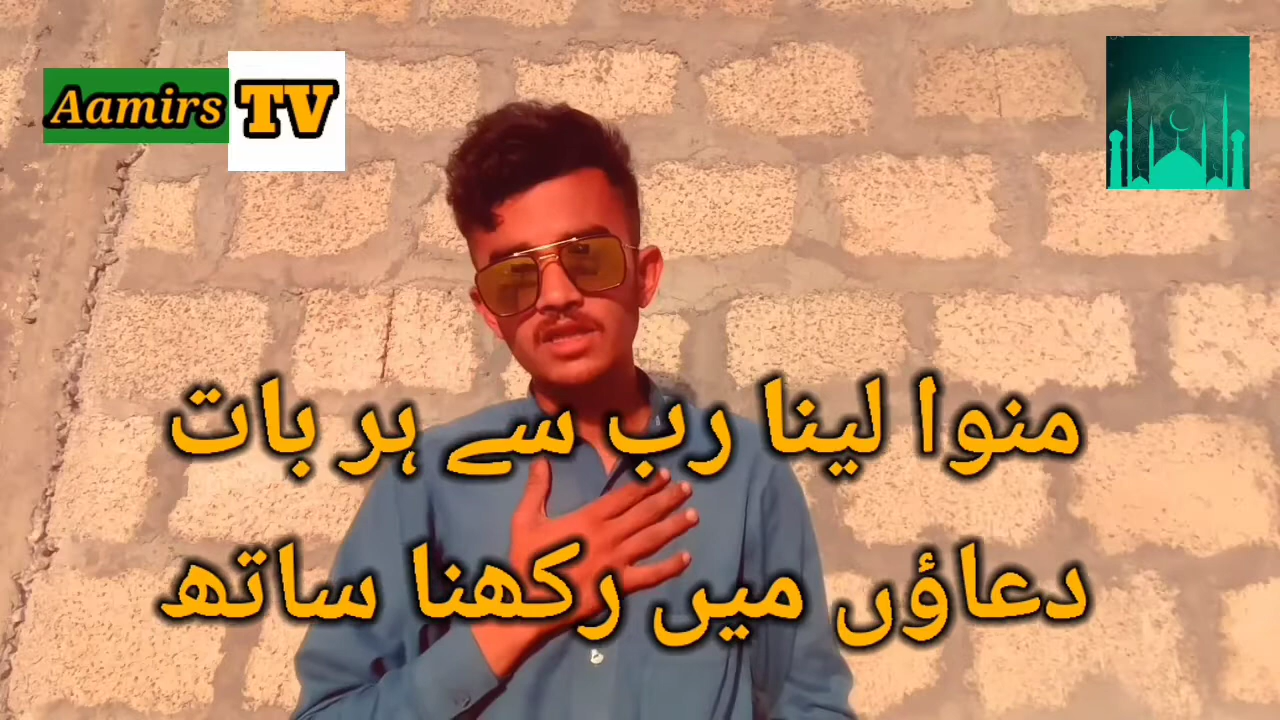 Aamirs TV
منوا لینا رب سے ہر بات
دعاؤں میں رکھنا ساتھ